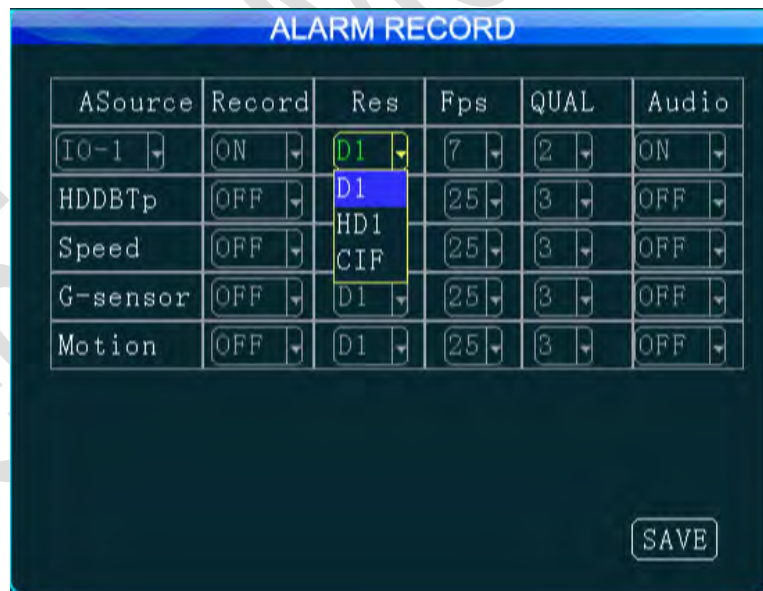 ALARM RECORD
ASource Record Res Fps QUAL Audio
IO-1 ON D1 7 2 ON
HDDBTp OFF D1 25 3 OFF
Speed OFF HD1 25 3 OFF
CIF
G-sensor OFF D1 25 3 OFF
Motion OFF D1 25 3 OFF
SAVE